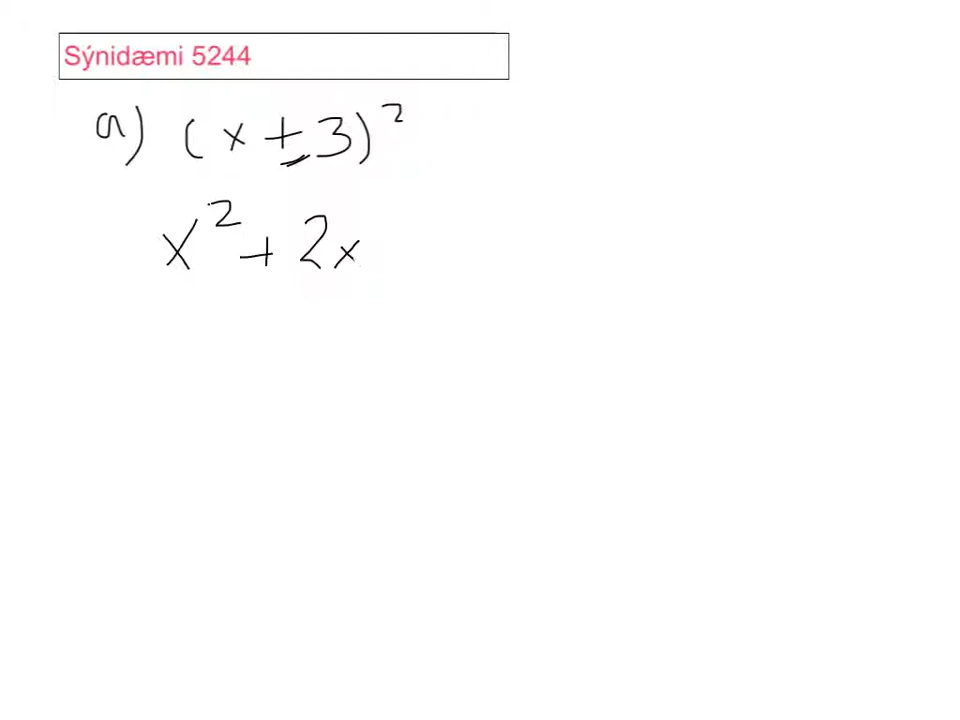 Sýnidæmi 5244
a) (x + 3)²
x² + 2x